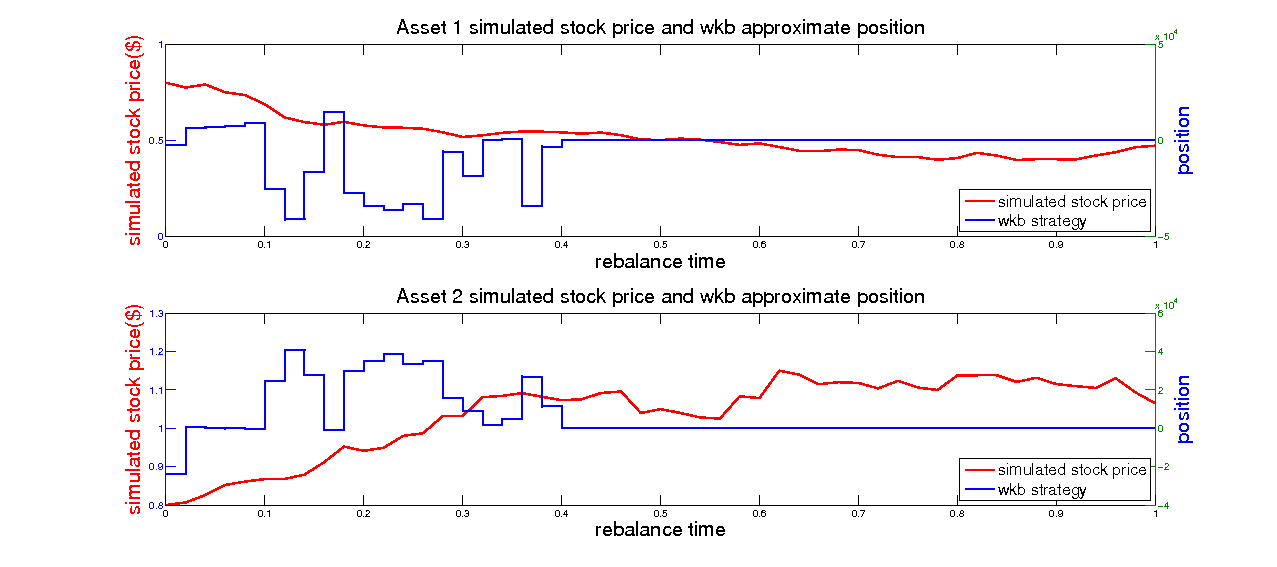 Asset 1 simulated stock price and wkb approximate position
x 10^4
simulated stock price($)
1
0.5
0
5
0
-5
position
simulated stock price
wkb strategy
0 0.1 0.2 0.3 0.4 0.5 0.6 0.7 0.8 0.9 1
rebalance time
Asset 2 simulated stock price and wkb approximate position
x 10^4
simulated stock price($)
1.3
1.2
1.1
1
0.9
0.8
6
4
2
0
-2
-4
position
simulated stock price
wkb strategy
0 0.1 0.2 0.3 0.4 0.5 0.6 0.7 0.8 0.9 1
rebalance time